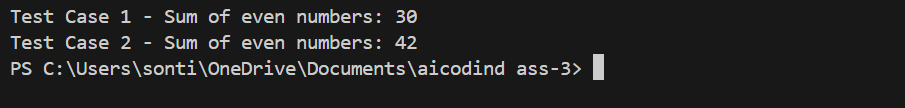 Test Case 1 - Sum of even numbers: 30
Test Case 2 - Sum of even numbers: 42
PS C:\Users\sonti\OneDrive\Documents\aicodind ass-3>